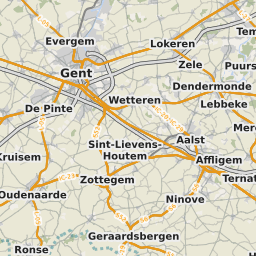 Evergem
Lokeren
Zele
Gent
Puurs
Dendermonde
Wetteren
Lebbeke
De Pinte
Aalst
Sint-Lievens-
Houtem
Kruisem
Affligem
Zottegem
Oudenaarde
Ninove
Geraardsbergen
Ronse